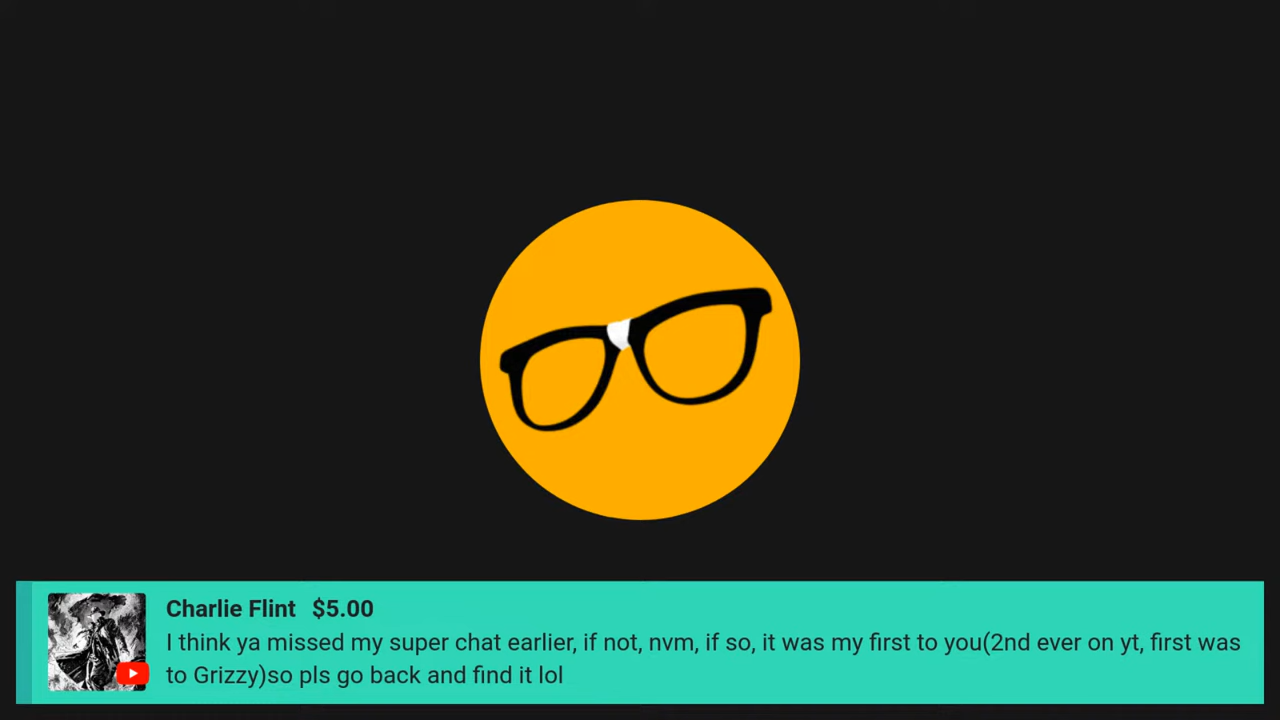 Charlie Flint $5.00
I think ya missed my super chat earlier, if not, nvm, if so, it was my first to you(2nd ever on yt, first was
to Grizzy)so pls go back and find it lol